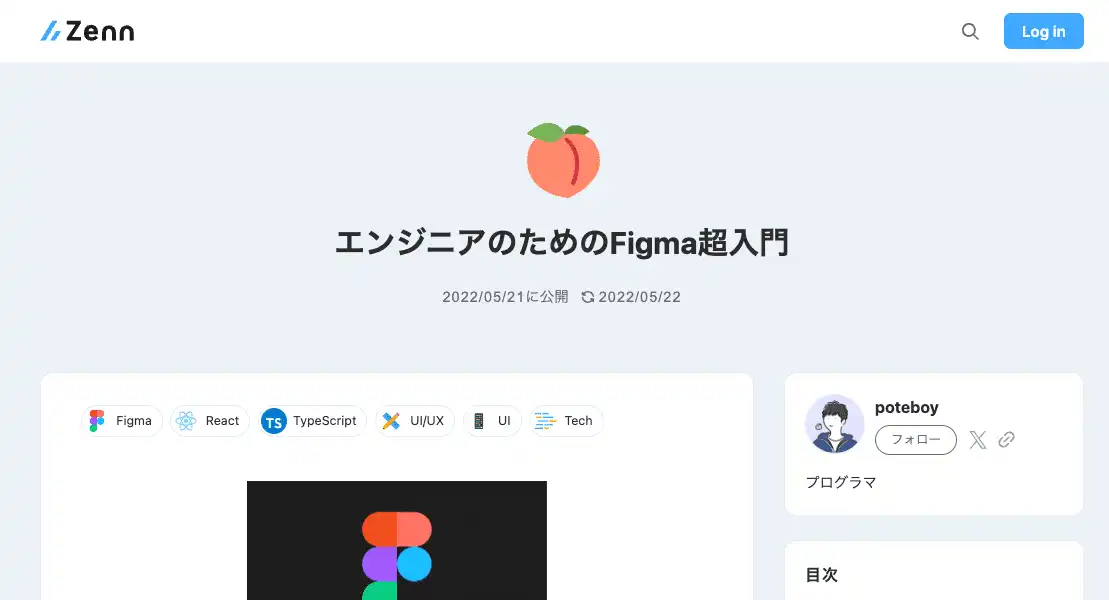 Zenn
Log in
エンジニアのためのFigma超入門
2022/05/21に公開 2022/05/22
Figma React TypeScript UI/UX UI Tech
TS
poteboy
フォロー
プログラマ
目次